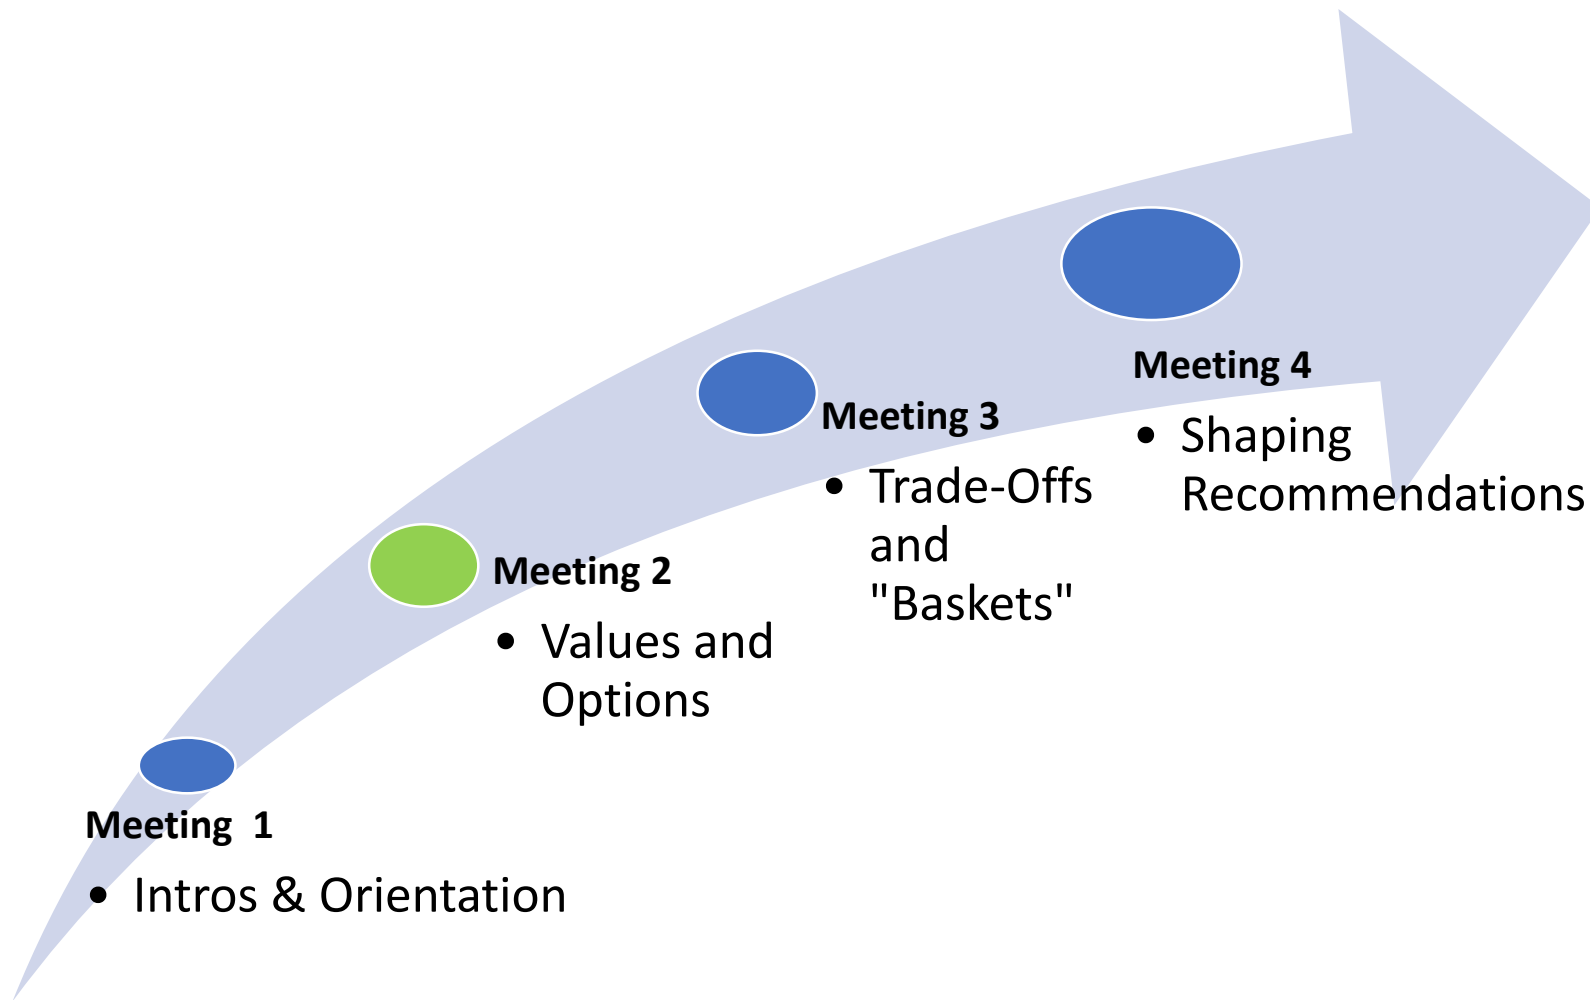 Meeting  1
• Intros & Orientation
Meeting 2
• Values and
Options
Meeting 3
• Trade-Offs
and
"Baskets"
Meeting 4
• Shaping
Recommendations